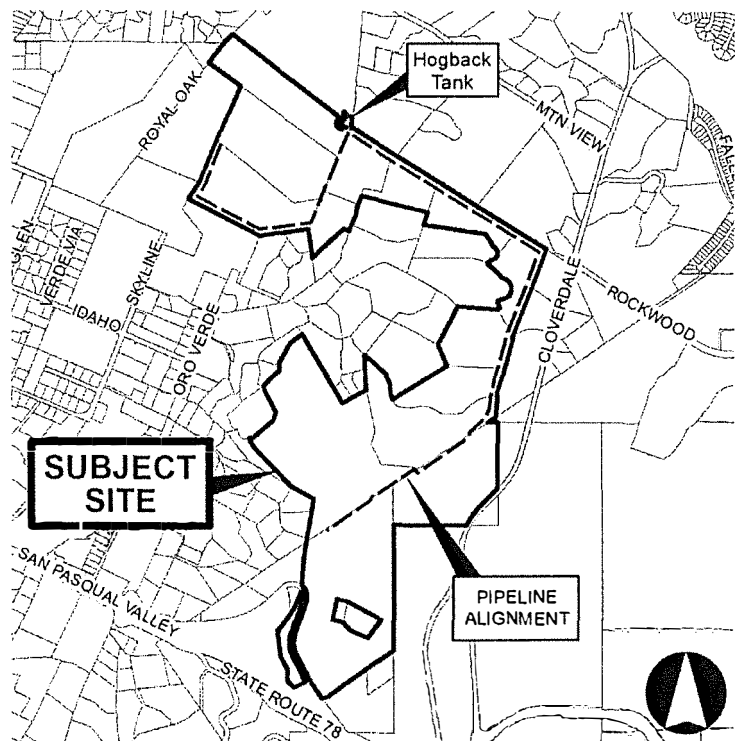 Hogback
Tank
ROYAL OAK
MTN VIEW
GLEN
VERDE VIA
SKYLINE
IDAHO
ORO VERDE
CLOVERDALE
ROCKWOOD
SUBJECT
SITE
SAN PASQUAL VALLEY
PIPELINE
ALIGNMENT
STATE ROUTE 78